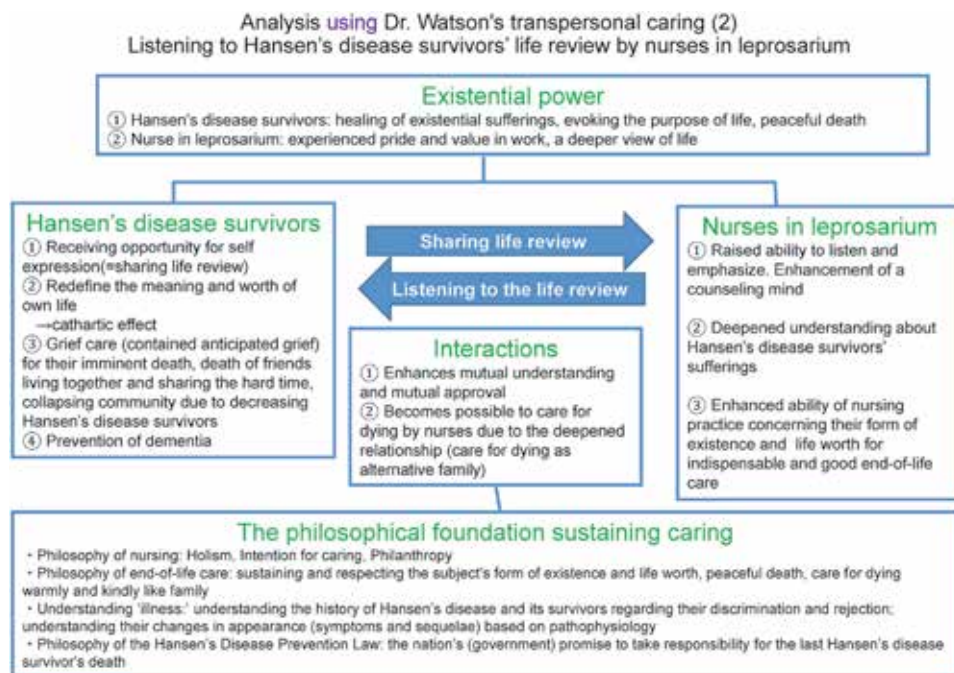 Analysis using Dr. Watson's transpersonal caring (2)
Listening to Hansen's disease survivors' life review by nurses in leprosarium
Existential power
① Hansen's disease survivors: healing of existential sufferings, evoking the purpose of life, peaceful death
② Nurse in leprosarium: experienced pride and value in work, a deeper view of life
Hansen's disease survivors
① Receiving opportunity for self
expression(=sharing life review)
② Redefine the meaning and worth of
own life
→cathartic effect
③ Grief care (contained anticipated grief)
for their imminent death, death of friends
living together and sharing the hard time,
collapsing community due to decreasing
Hansen's disease survivors
④ Prevention of dementia
Sharing life review
Listening to the life review
Interactions
① Enhances mutual understanding
and mutual approval
② Becomes possible to care for
dying by nurses due to the deepened
relationship (care for dying as
alternative family)
Nurses in leprosarium
① Raised ability to listen and
emphasize. Enhancement of a
counseling mind
② Deepened understanding about
Hansen's disease survivors'
sufferings
③ Enhanced ability of nursing
practice concerning their form of
existence and life worth for
indispensable and good end-of-life
care
The philosophical foundation sustaining caring
・Philosophy of nursing: Holism, Intention for caring, Philanthropy
・Philosophy of end-of-life care: sustaining and respecting the subject's form of existence and life worth, peaceful death, care for dying
warmly and kindly like family
・Understanding 'illness:' understanding the history of Hansen's disease and its survivors regarding their discrimination and rejection;
understanding their changes in appearance (symptoms and sequelae) based on pathophysiology
・Philosophy of the Hansen's Disease Prevention Law: the nation's (government) promise to take responsibility for the last Hansen's disease
survivor's death